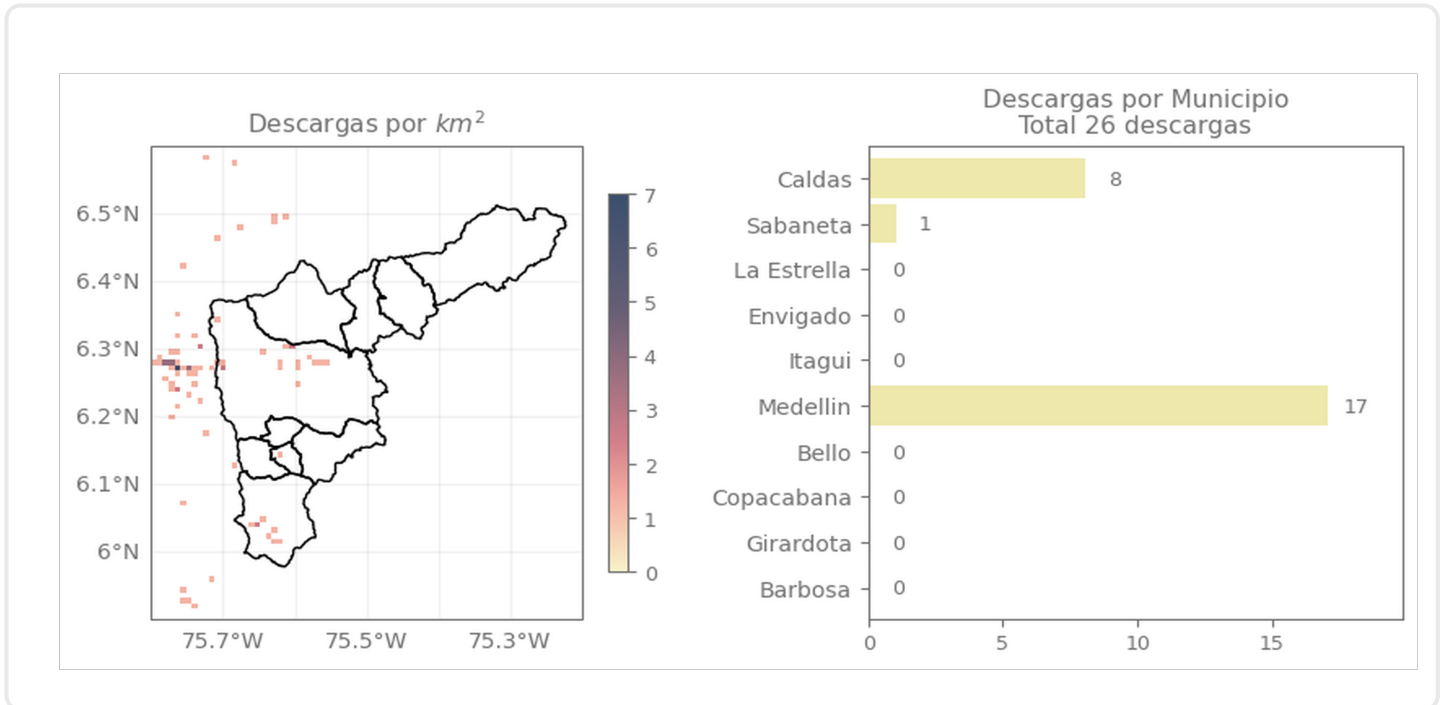 Descargas por km²
6.5°N
6.4°N
6.3°N
6.2°N
6.1°N
6°N
75.7°W 75.5°W 75.3°W
7
6
5
4
3
2
1
0
Descargas por Municipio
Total 26 descargas
Caldas 8
Sabaneta 1
La Estrella 0
Envigado 0
Itagui 0
Medellin 17
Bello 0
Copacabana 0
Girardota 0
Barbosa 0
0 5 10 15